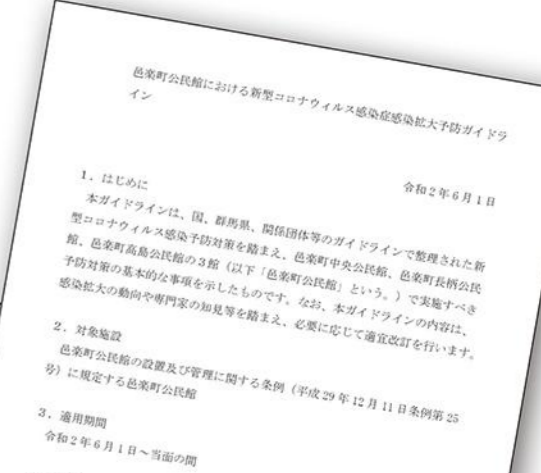 邑楽町公民館における新型コロナウィルス感染症感染拡大予防ガイドラ
イン
令和2年6月1日
1．はじめに
本ガイドラインは、国、群馬県、関係団体等のガイドラインで整理された新
型コロナウィルス感染予防対策を踏まえ、邑楽町中央公民館、邑楽町長柄公民
館、邑楽町高島公民館の3館（以下「邑楽町公民館」という。）で実施すべき
予防対策の基本的な事項を示したものです。なお、本ガイドラインの内容は、
感染拡大の動向や専門家の知見等を踏まえ、必要に応じて適宜改訂を行います。
2．対象施設
邑楽町公民館の設置及び管理に関する条例（平成29年12月11日条例第25
号）に規定する邑楽町公民館
3．適用期間
令和2年6月1日～当面の間